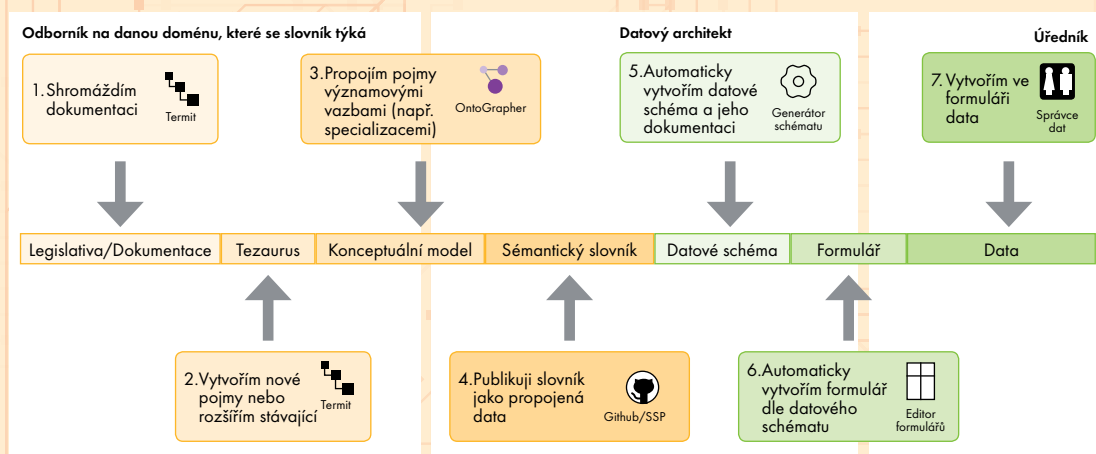 Odborník na danou doménu, které se slovník týká
Datový architekt
Úředník
1. Shromáždím
dokumentaci
Termit
3. Propojím pojmy
významovými
vazbami (např.
specializacemi)
OntoGrapher
5. Automaticky
vytvořím datové
schéma a jeho
dokumentaci
Generátor
schématu
7. Vytvořím ve
formuláři
data
Správce
dat
Legislativa/Dokumentace
Tezaurus
Konceptuální model
Sémantický slovník
Datové schéma
Formulář
Data
2. Vytvořím nové
pojmy nebo
rozšířím stávající
Termit
4. Publikuji slovník
jako propojená
data
Github/SSP
6. Automaticky
vytvořím formulář
dle datového
schématu
Editor
formulářů